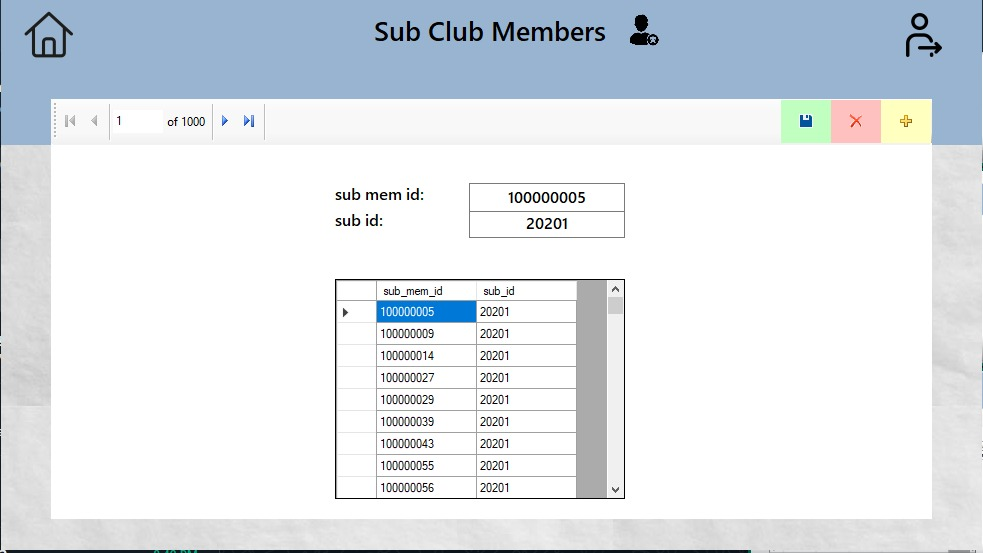 Sub Club Members
1 of 1000
sub mem id: 100000005
sub id: 20201
sub_mem_id sub_id
100000005 20201
100000009 20201
100000014 20201
100000027 20201
100000029 20201
100000039 20201
100000043 20201
100000055 20201
100000056 20201